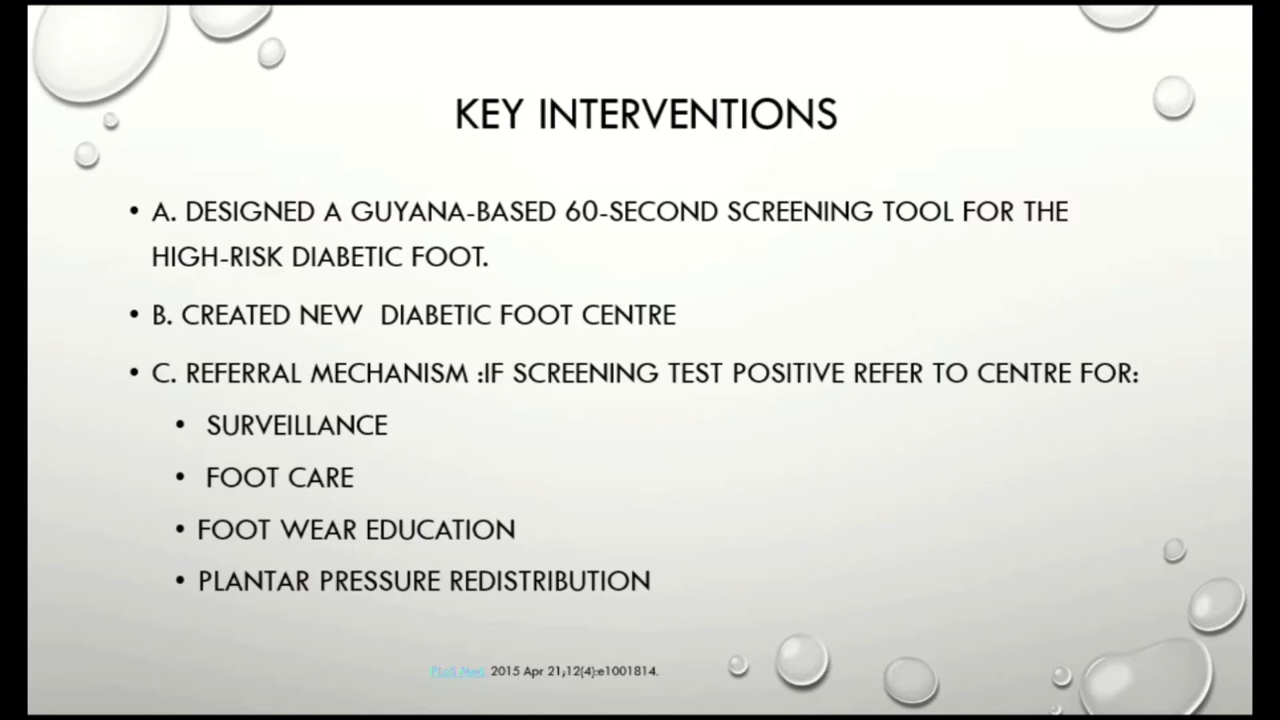 KEY INTERVENTIONS
• A. DESIGNED A GUYANA-BASED 60-SECOND SCREENING TOOL FOR THE
HIGH-RISK DIABETIC FOOT.
• B. CREATED NEW DIABETIC FOOT CENTRE
• C. REFERRAL MECHANISM :IF SCREENING TEST POSITIVE REFER TO CENTRE FOR:
• SURVEILLANCE
• FOOT CARE
• FOOT WEAR EDUCATION
• PLANTAR PRESSURE REDISTRIBUTION
PLoS Med. 2015 Apr 21;12(4):e1001814.